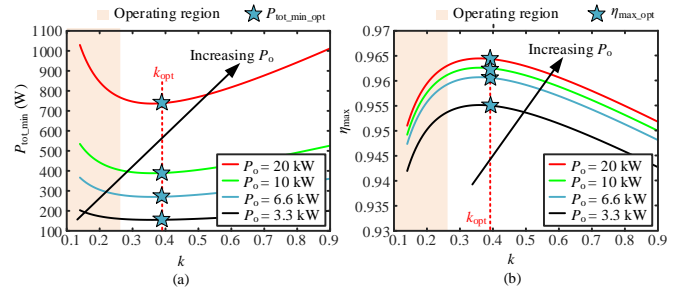 Operating region P_tot_min_opt
1100
1000
900
800
700
600
500
400
300
200
100
P_tot_min (W)
Increasing P_o
k_opt
P_o = 20 kW
P_o = 10 kW
P_o = 6.6 kW
P_o = 3.3 kW
0.1 0.2 0.3 0.4 0.5 0.6 0.7 0.8 0.9
k
(a)
Operating region η_max_opt
0.97
0.965
0.96
0.955
0.95
0.945
0.94
0.935
0.93
η_max
Increasing P_o
k_opt
P_o = 20 kW
P_o = 10 kW
P_o = 6.6 kW
P_o = 3.3 kW
0.1 0.2 0.3 0.4 0.5 0.6 0.7 0.8 0.9
k
(b)